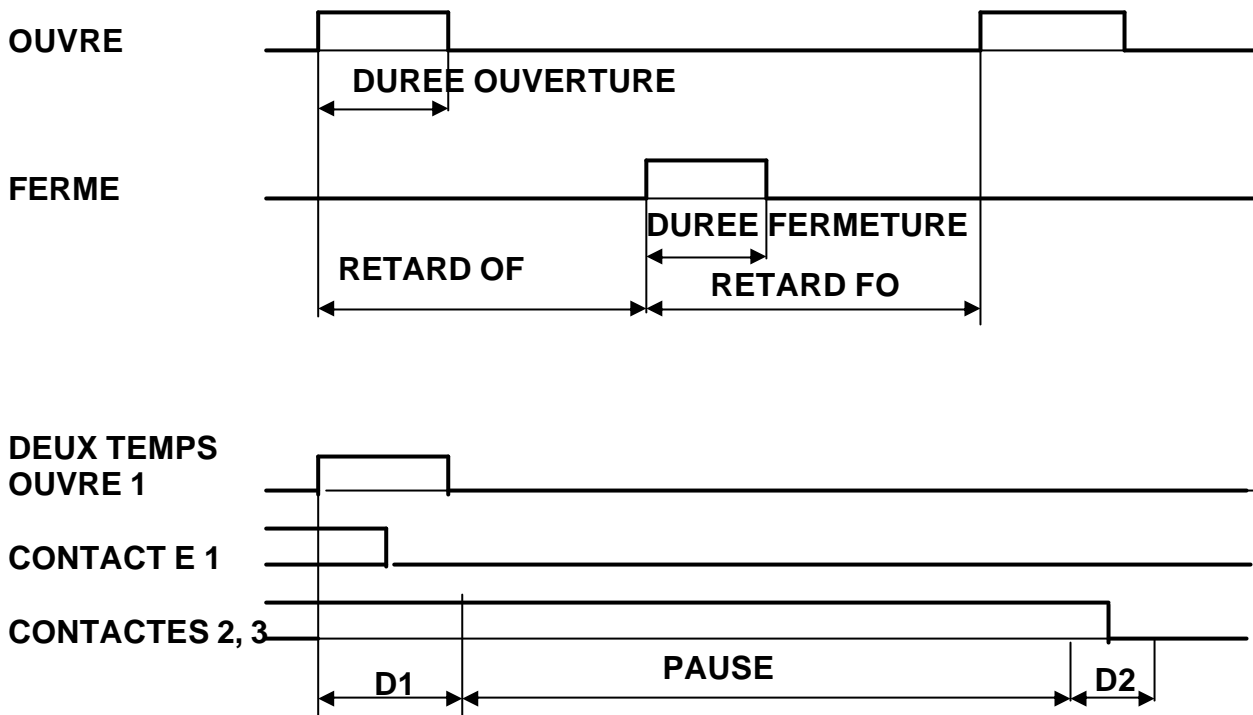 OUVRE
DUREE OUVERTURE
FERME
DUREE FERMETURE
RETARD OF
RETARD FO
DEUX TEMPS
OUVRE 1
CONTACT E 1
CONTACTES 2, 3
D1
PAUSE
D2